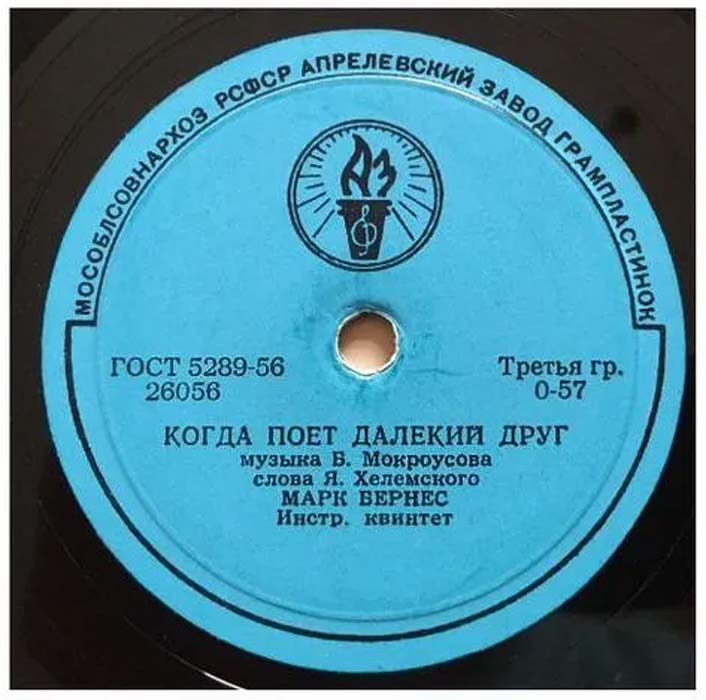 МОСОБЛСОВНАРХОЗ РСФСР АПРЕЛЕВСКИЙ ЗАВОД ГРАМПЛАСТИНОК
АЗ
ГОСТ 5289-56
26056
Третья гр.
0-57
КОГДА ПОЕТ ДАЛЕКИЙ ДРУГ
музыка Б. Мокроусова
слова Я. Хелемского
МАРК БЕРНЕС
Инстр. квинтет